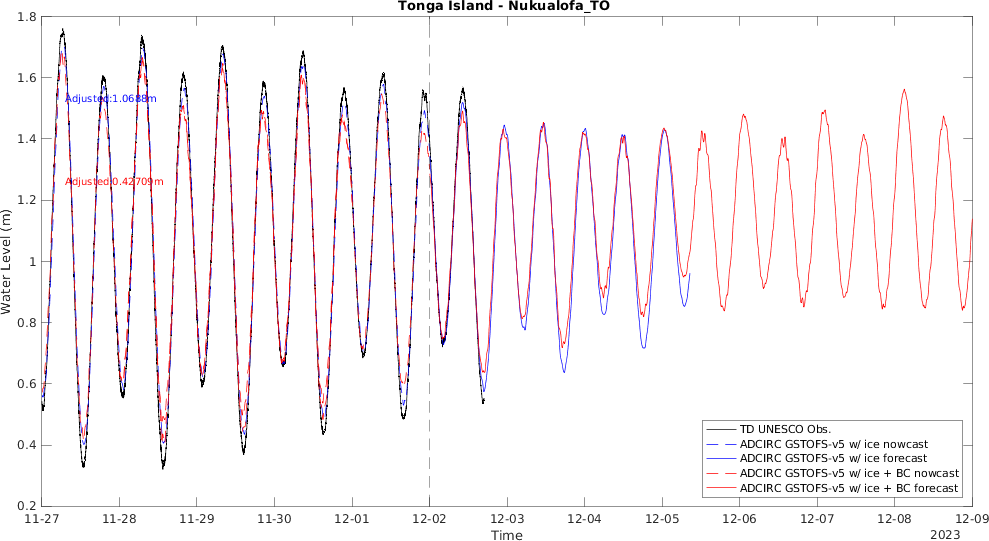 Tonga Island - Nukualofa_TO
1.8
1.6
1.4
1.2
1
0.8
0.6
0.4
0.2
Water Level (m)
Adjusted:1.0688m
Adjusted:0.42709m
TD UNESCO Obs.
ADCIRC GSTOFS-v5 w/ ice nowcast
ADCIRC GSTOFS-v5 w/ ice forecast
ADCIRC GSTOFS-v5 w/ ice + BC nowcast
ADCIRC GSTOFS-v5 w/ ice + BC forecast
11-27 11-28 11-29 11-30 12-01 12-02 12-03 12-04 12-05 12-06 12-07 12-08 12-09
Time
2023